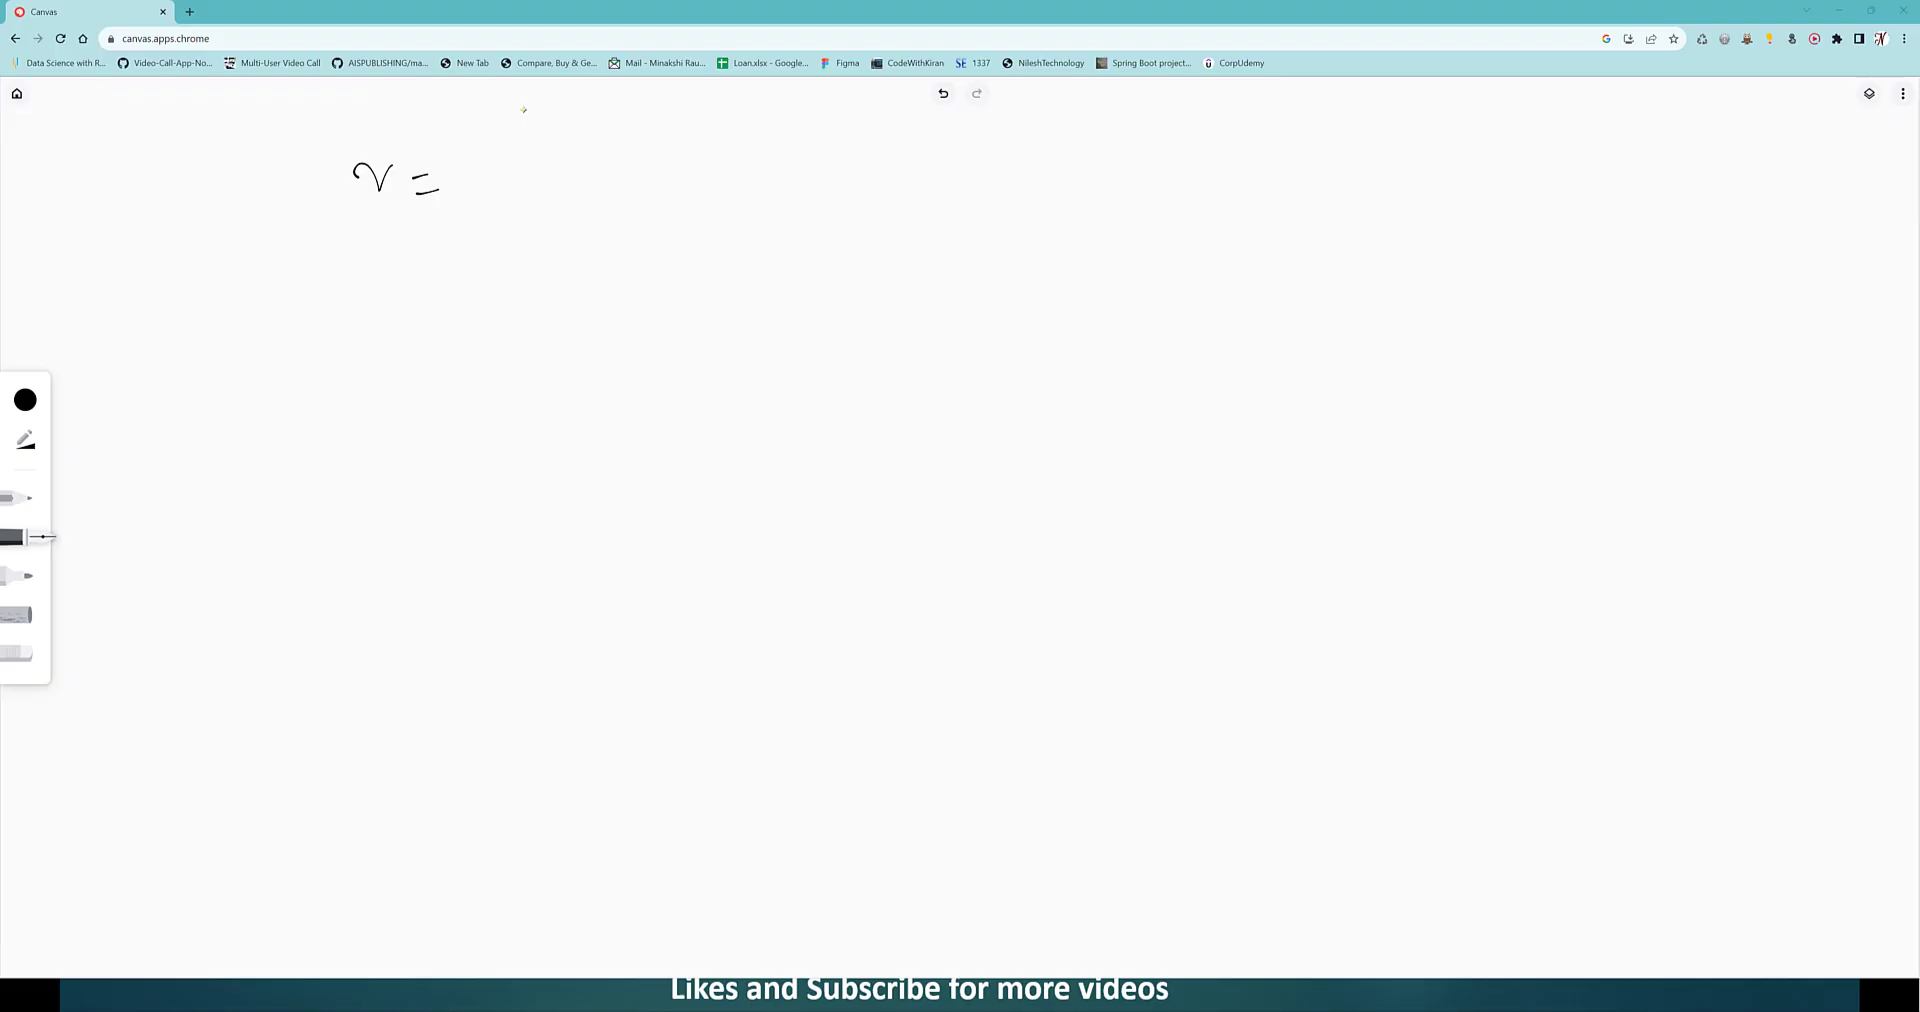 Canvas
canvas.apps.chrome
Data Science with R... Video-Call-App-No... Multi-User Video Call AISPUBLISHING/ma... New Tab Compare, Buy & Ge... Mail - Minakshi Rau... Loan.xlsx - Google... Figma CodeWithKiran SE 1337 NileshTechnology Spring Boot project... CorpUdemy
v =
Likes and Subscribe for more videos